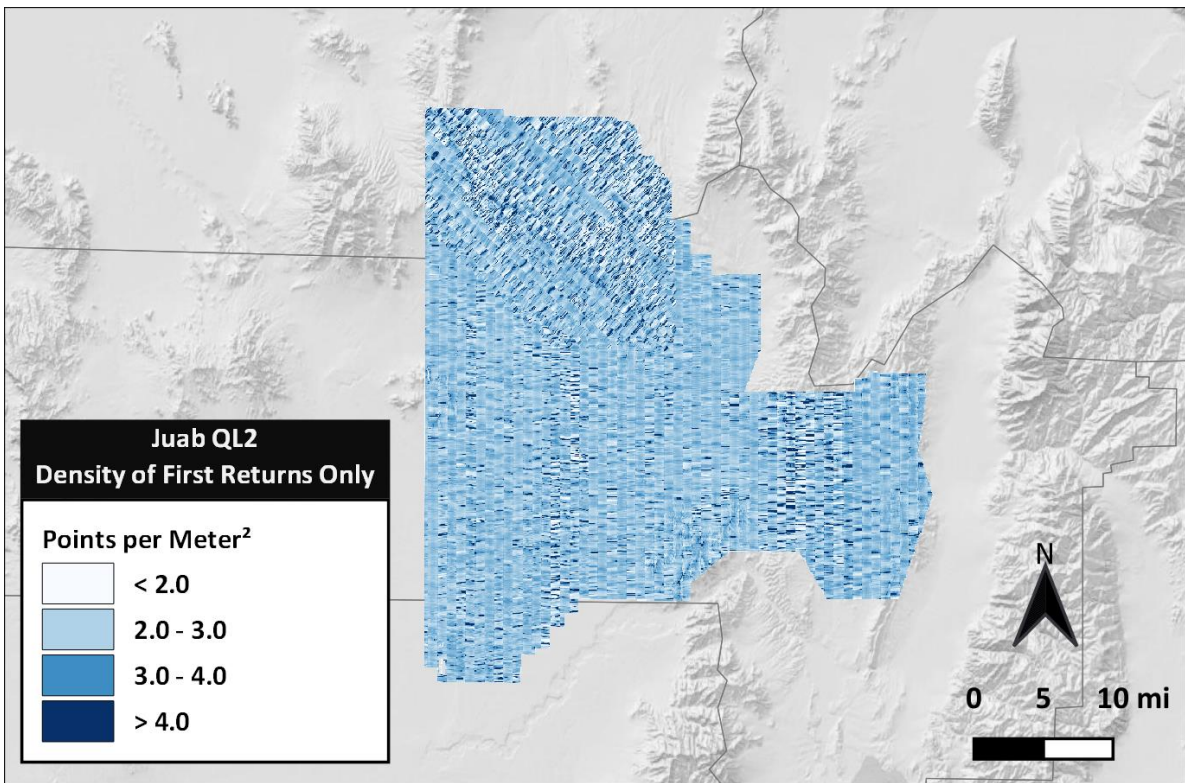 Juab QL2
Density of First Returns Only
Points per Meter²
< 2.0
2.0 - 3.0
3.0 - 4.0
> 4.0
N
0 5 10 mi